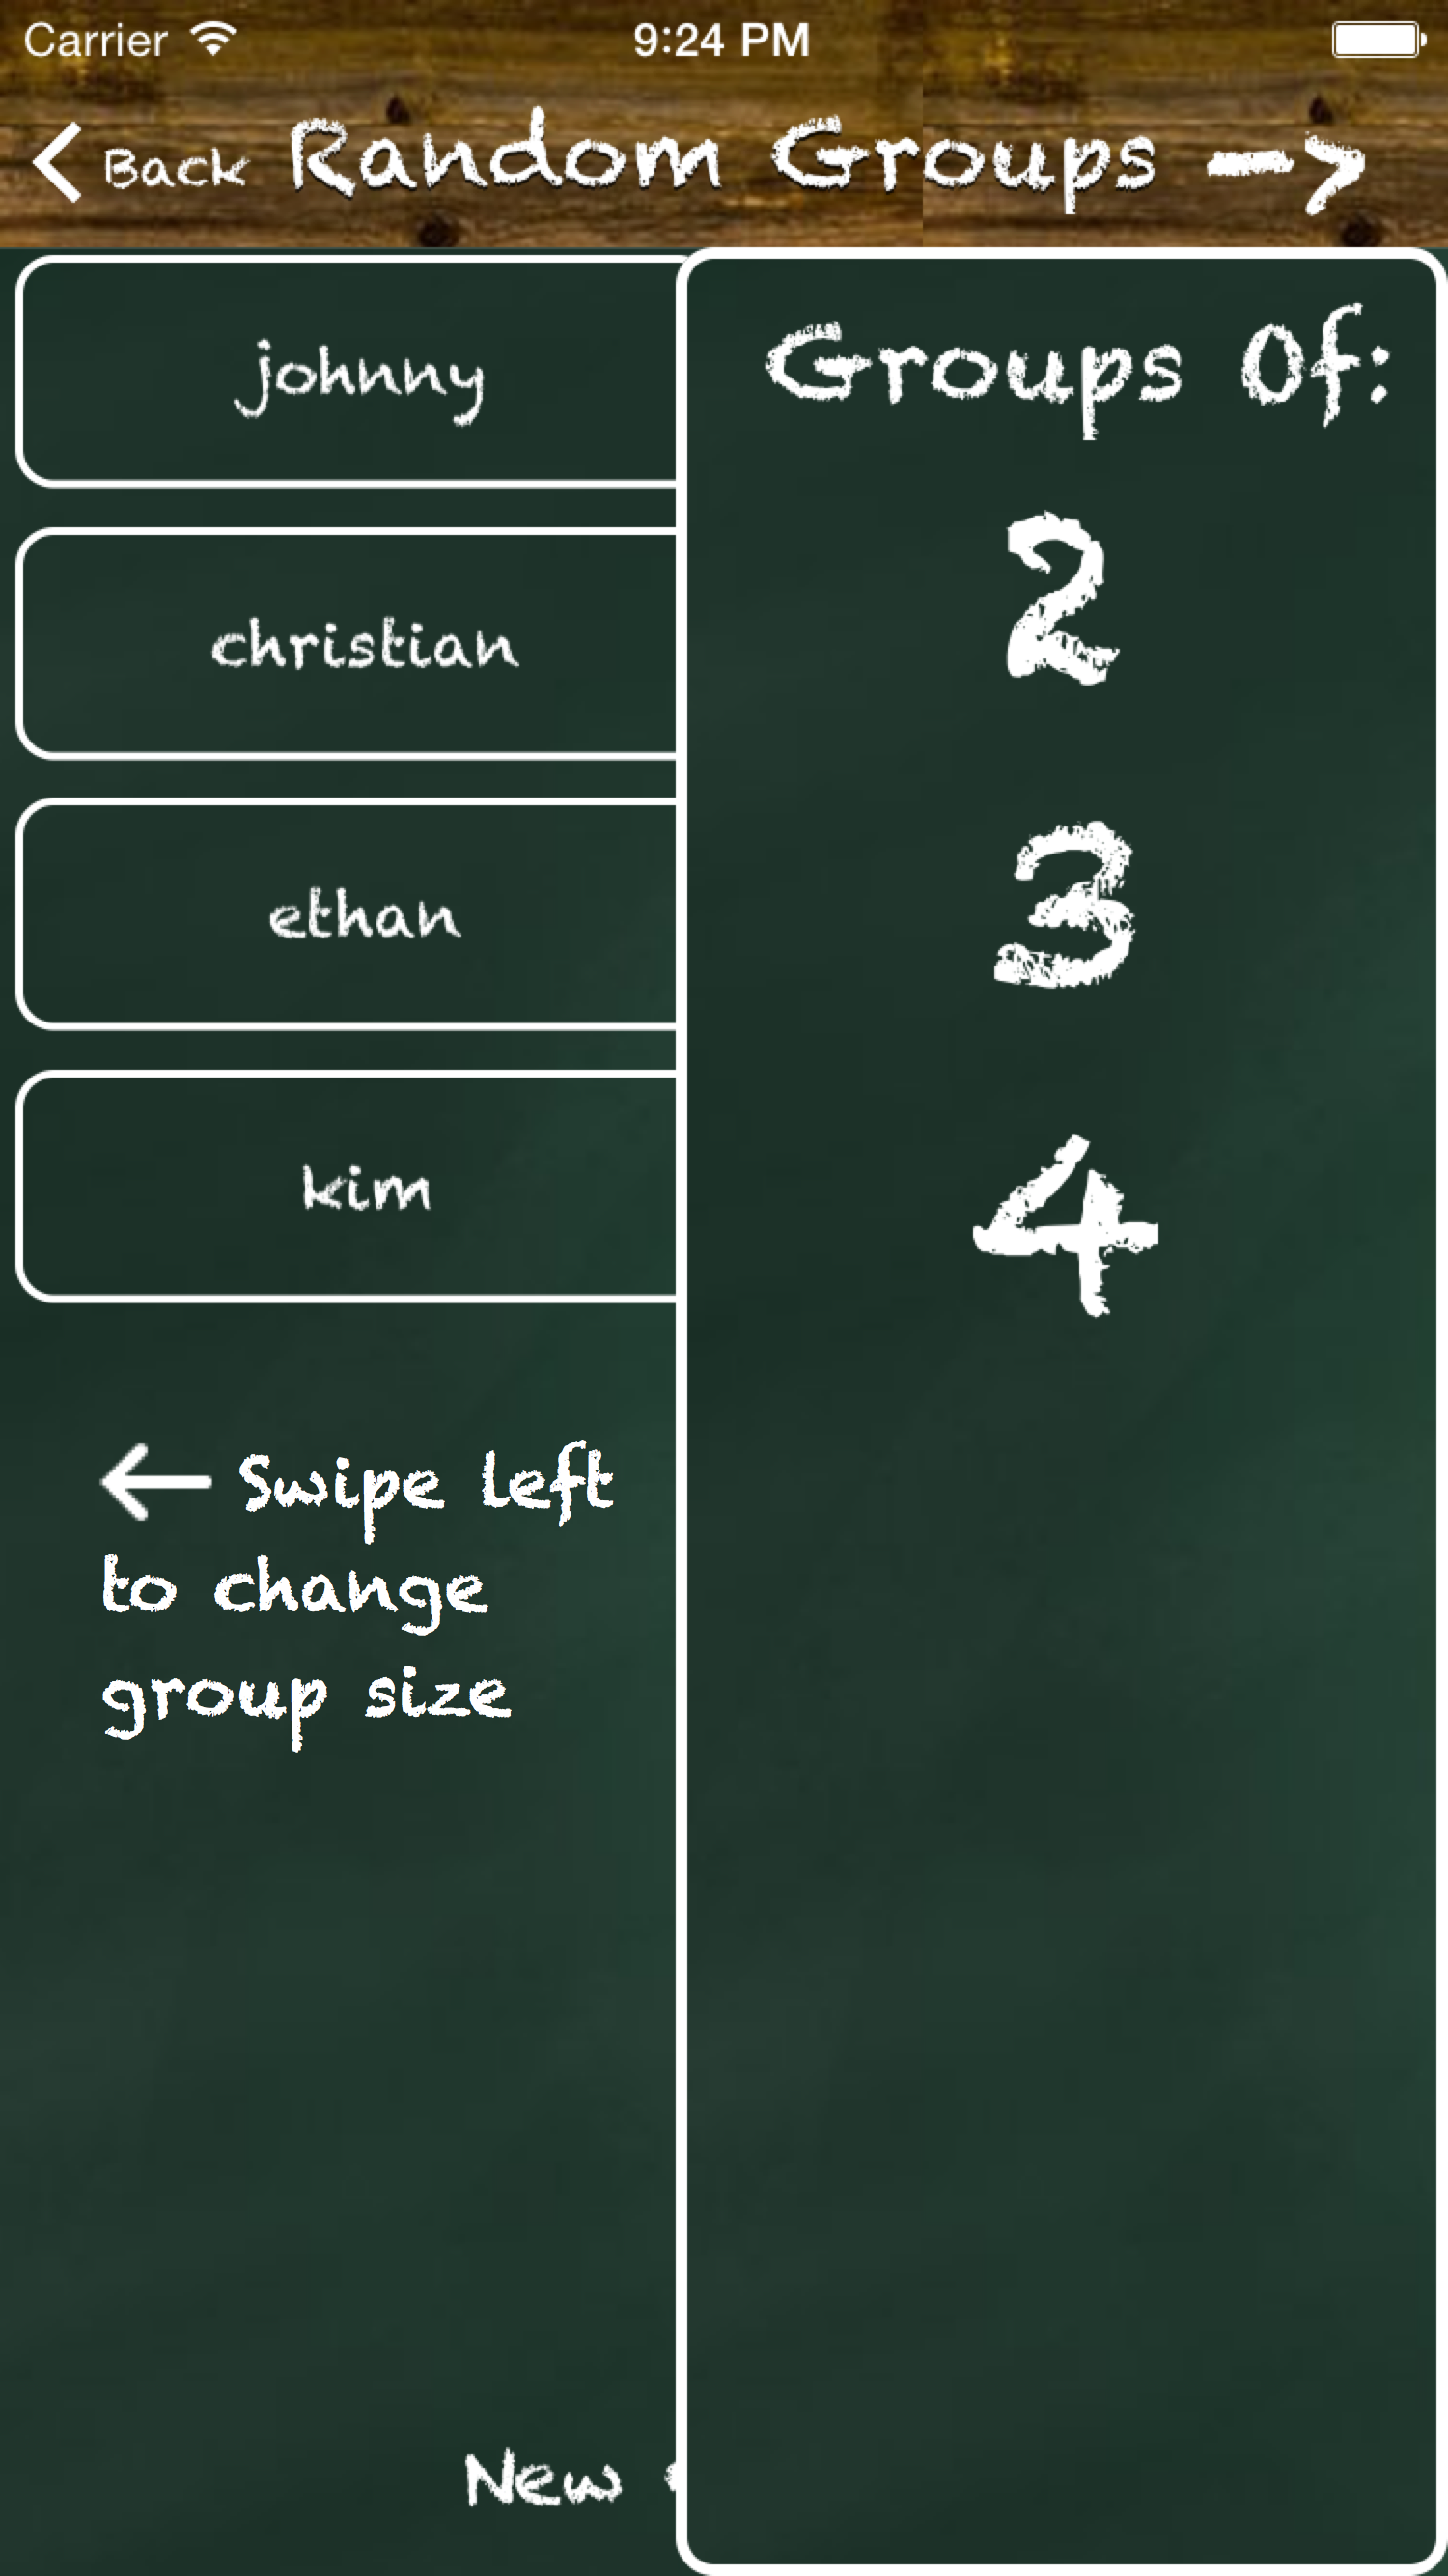 Carrier 9:24 PM
Back Random Groups ->
johnny
christian
ethan
kim
← Swipe left
to change
group size
New
Groups Of:
2
3
4